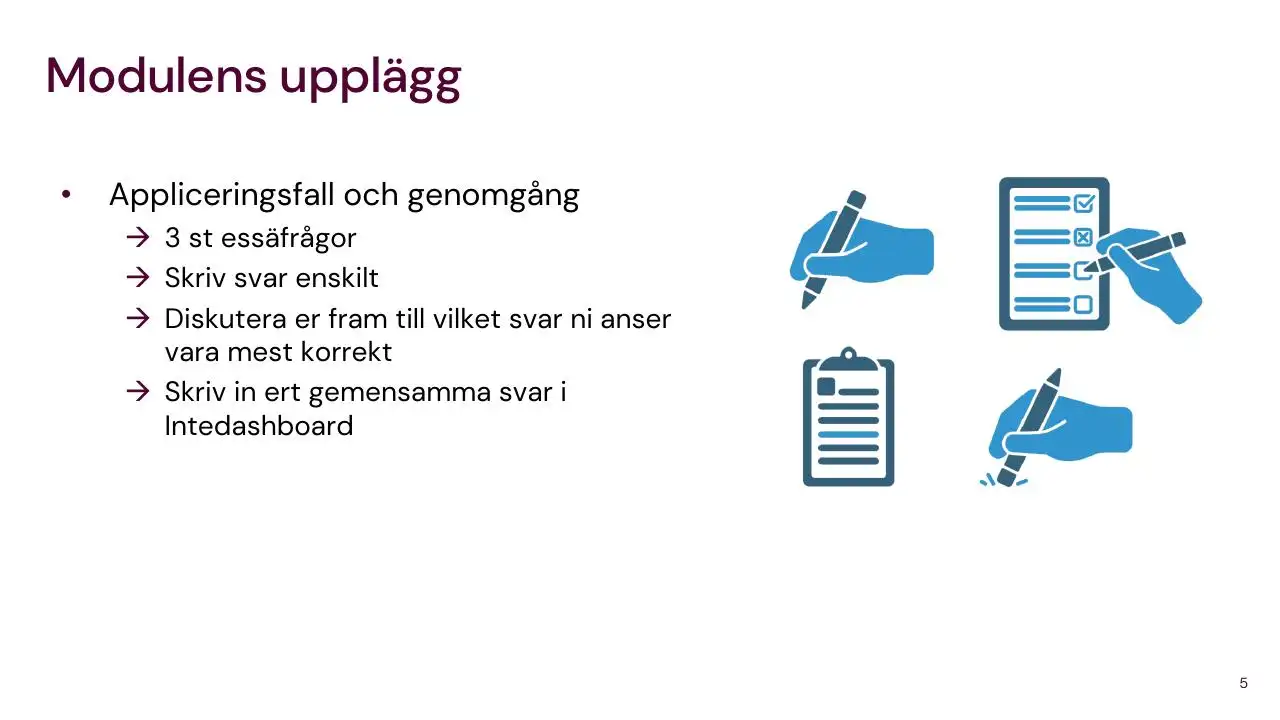 Modulens upplägg
• Appliceringsfall och genomgång
→ 3 st essäfrågor
→ Skriv svar enskilt
→ Diskutera er fram till vilket svar ni anser
vara mest korrekt
→ Skriv in ert gemensamma svar i
Intedashboard
5